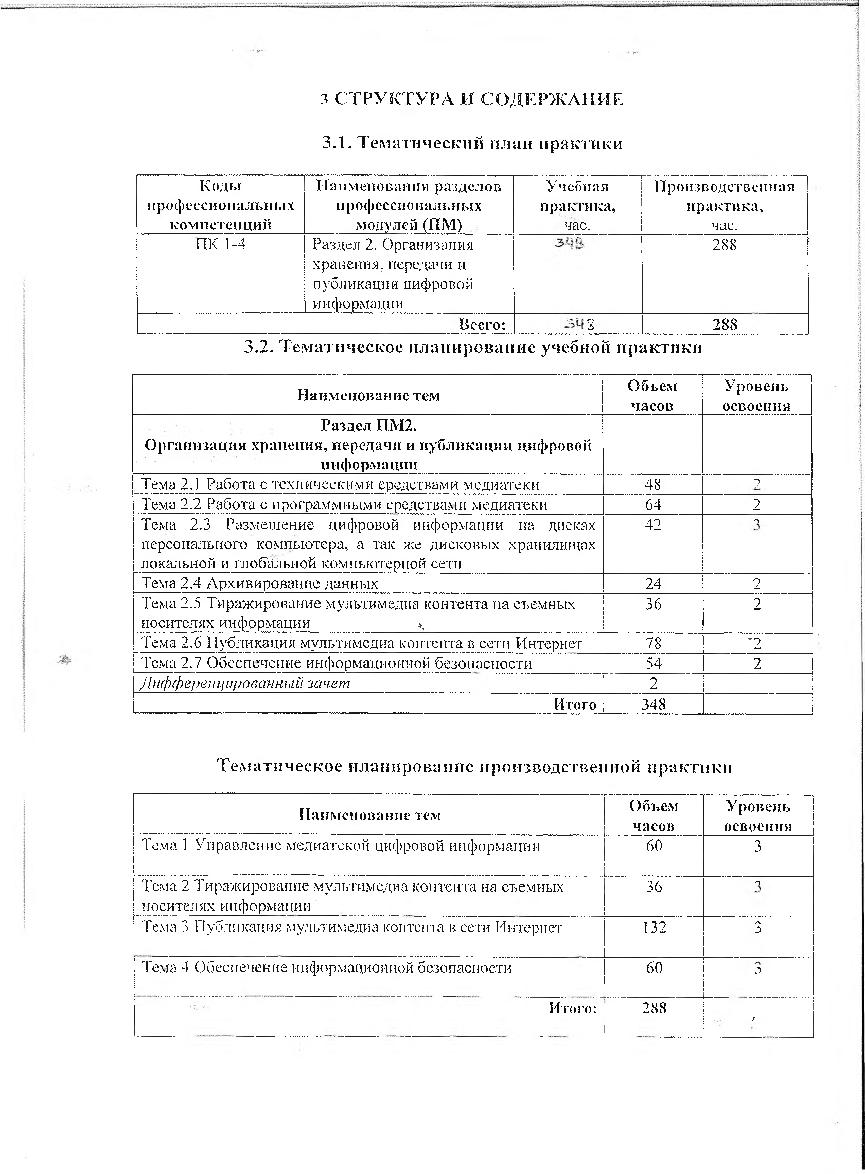 3 СТРУКТУРА И СОДЕРЖАНИЕ
3.1. Тематический план практики
Коды профессиональных компетенций
Наименования разделов профессиональных модулей (ПМ)
Учебная практика, час.
Производственная практика, час.
ПК 1-4
Раздел 2. Организация
хранения, передачи и
публикации цифровой
информации
348
288
Всего: 348 288
3.2. Тематическое планирование учебной практики
Наименование тем
Объем часов
Уровень освоения
Раздел ПМ2.
Организация хранения, передачи и публикации цифровой
информации
Тема 2.1 Работа с техническими средствами медиатеки 48 2
Тема 2.2 Работа с программными средствами медиатеки 64 2
Тема 2.3 Размещение цифровой информации на дисках 42 3
персонального компьютера, а так же дисковых хранилищах
локальной и глобальной компьютерной сети
Тема 2.4 Архивирование данных 24 2
Тема 2.5 Тиражирование мультимедиа контента на съемных 36 2
носителях информации
Тема 2.6 Публикация мультимедиа контента в сети Интернет 78 2
Тема 2.7 Обеспечение информационной безопасности 54 2
Дифференцированный зачет 2
Итого 348
Тематическое планирование производственной практики
Наименование тем
Объем часов
Уровень освоения
Тема 1 Управление медиатекой цифровой информации 60 3
Тема 2 Тиражирование мультимедиа контента на съемных 36 3
носителях информации
Тема 3 Публикация мультимедиа контента в сети Интернет 132 3
Тема 4 Обеспечение информационной безопасности 60 3
Итого: 288